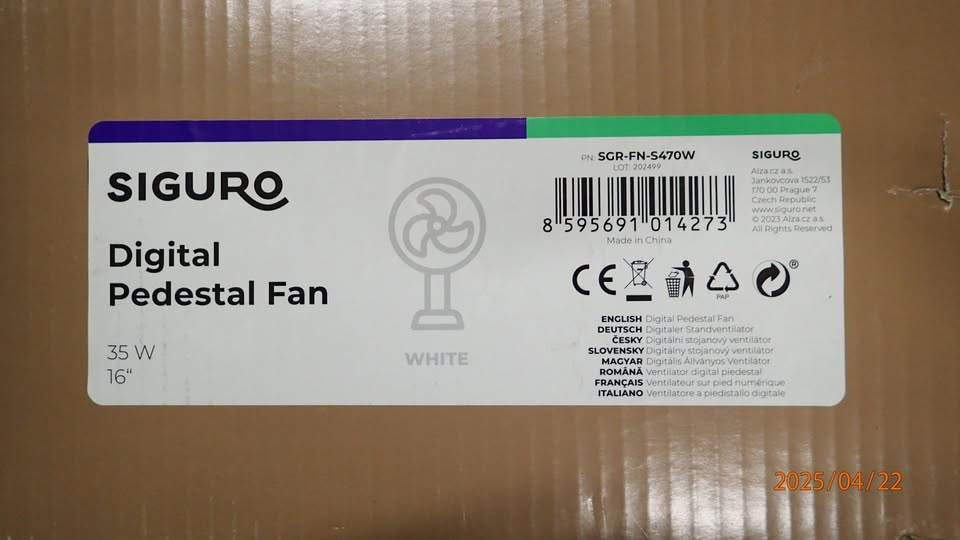 SIGURO
Digital
Pedestal Fan
35 W
16“
WHITE
PN: SGR-FN-S470W
LOT: 202499
8 595691 014273
Made in China
PAP
®
ENGLISH Digital Pedestal Fan
DEUTSCH Digitaler Standventilator
ČESKY Digitální stojanový ventilátor
SLOVENSKY Digitálny stojanový ventilátor
MAGYAR Digitális Állványos Ventilátor
ROMÂNĂ Ventilator digital piedestal
FRANÇAIS Ventilateur sur pied numérique
ITALIANO Ventilatore a piedistallo digitale
SIGURO
Alza.cz a.s.
Jankovcova 1522/53
170 00 Prague 7
Czech Republic
www.siguro.net
© 2023 Alza.cz a.s.
All Rights Reserved
CE
2025/04/22